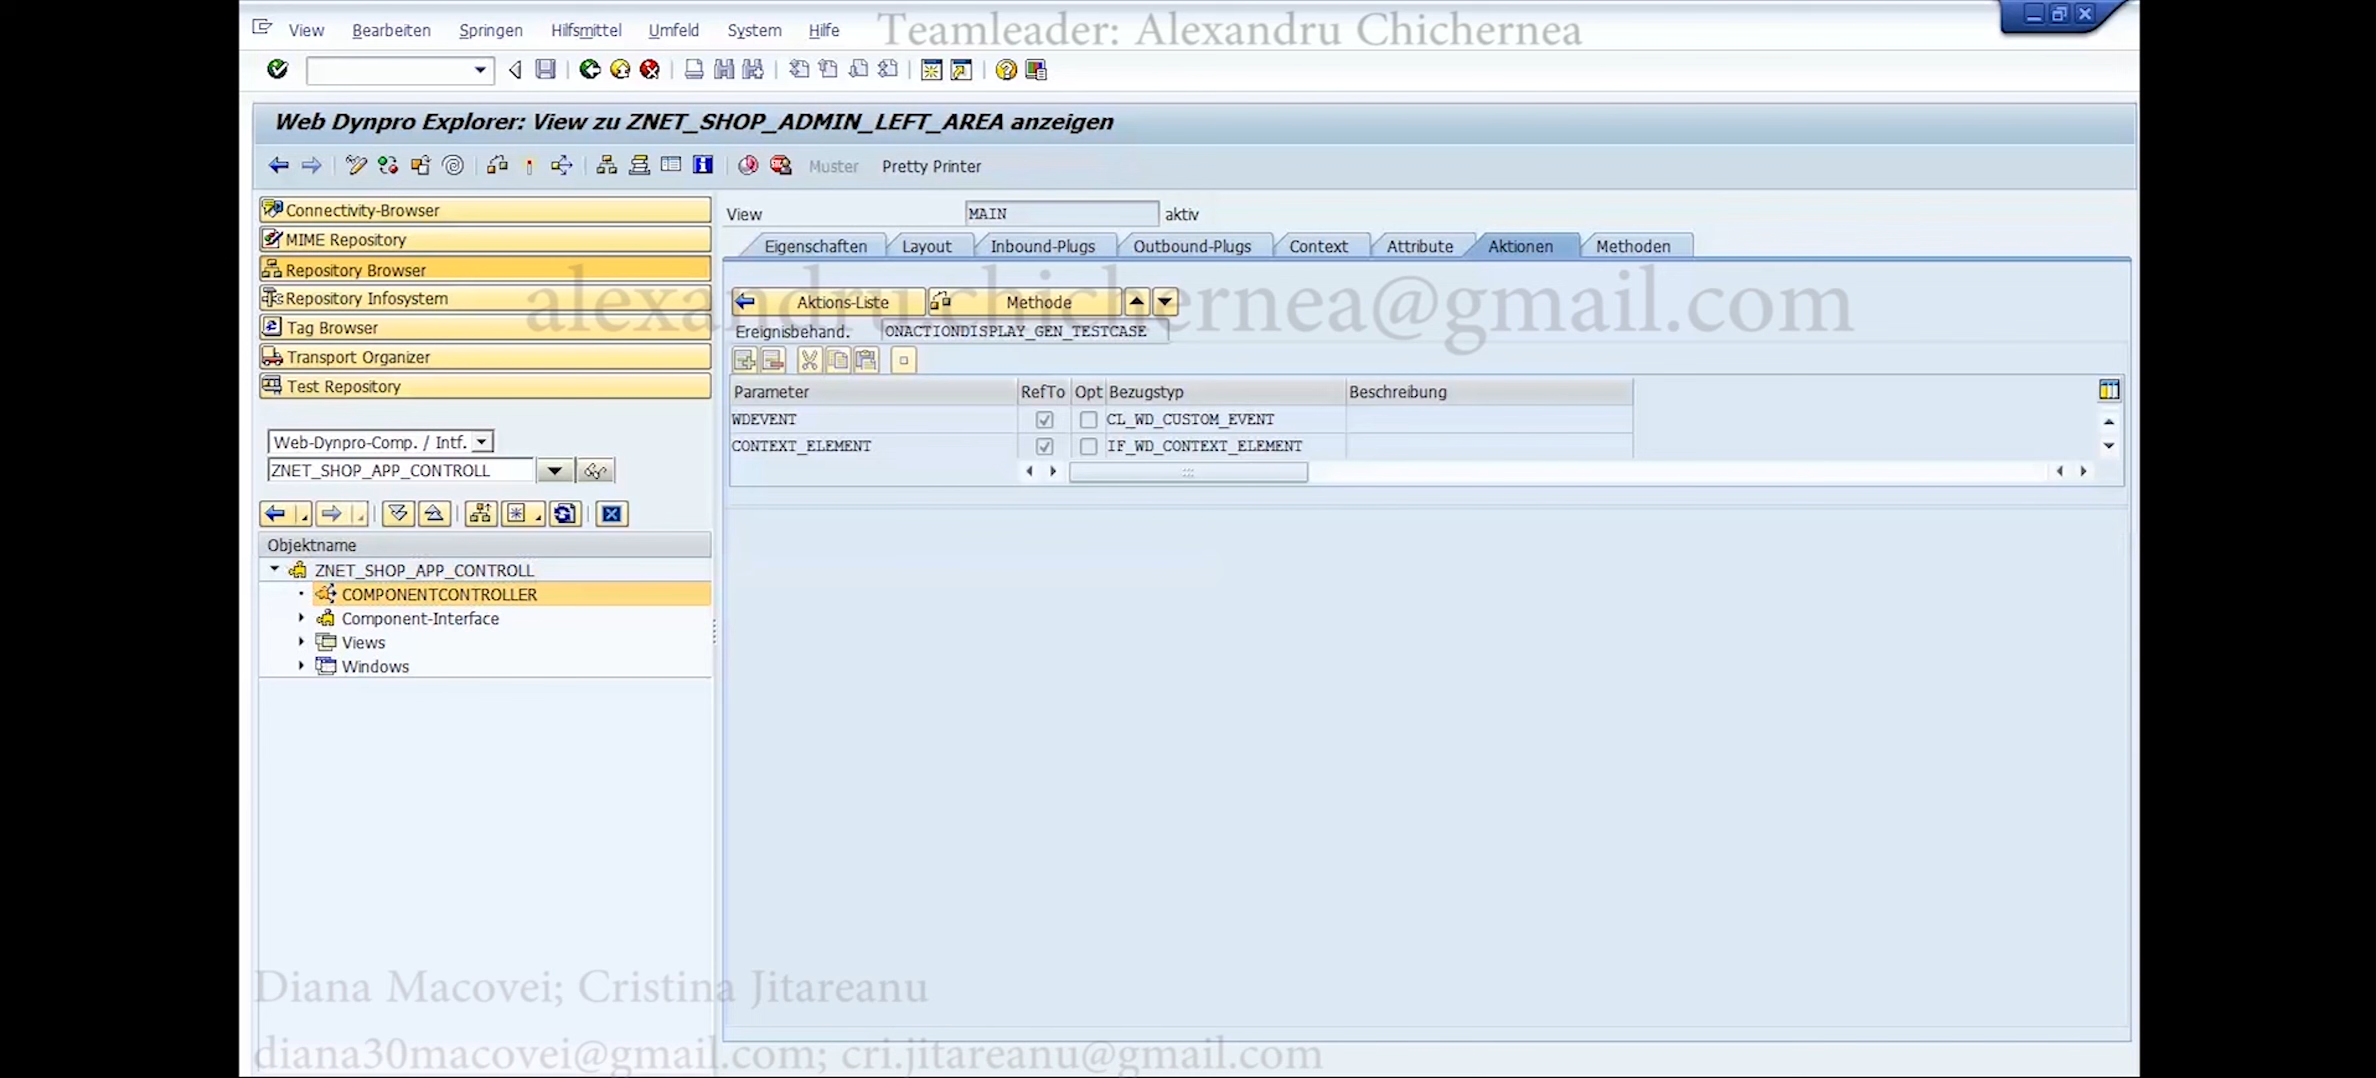 View Bearbeiten Springen Hilfsmittel Umfeld System Hilfe
Teamleader: Alexandru Chichernea
Web Dynpro Explorer: View zu ZNET_SHOP_ADMIN_LEFT_AREA anzeigen
Muster Pretty Printer
Connectivity-Browser
MIME Repository
Repository Browser
Repository Infosystem
Tag Browser
Transport Organizer
Test Repository
Web-Dynpro-Comp. / Intf.
ZNET_SHOP_APP_CONTROLL
Objektname
ZNET_SHOP_APP_CONTROLL
COMPONENTCONTROLLER
Component-Interface
Views
Windows
View MAIN aktiv
Eigenschaften Layout Inbound-Plugs Outbound-Plugs Context Attribute Aktionen Methoden
alexandru.chichernea@gmail.com
Aktions-Liste Methode
Ereignisbehand. ONACTIONDISPLAY_GEN_TESTCASE
Parameter RefTo Opt Bezugstyp Beschreibung
WDEVENT CL_WD_CUSTOM_EVENT
CONTEXT_ELEMENT IF_WD_CONTEXT_ELEMENT
Diana Macovei; Cristina Jitareanu
diana30macovei@gmail.com; cri.jitareanu@gmail.com